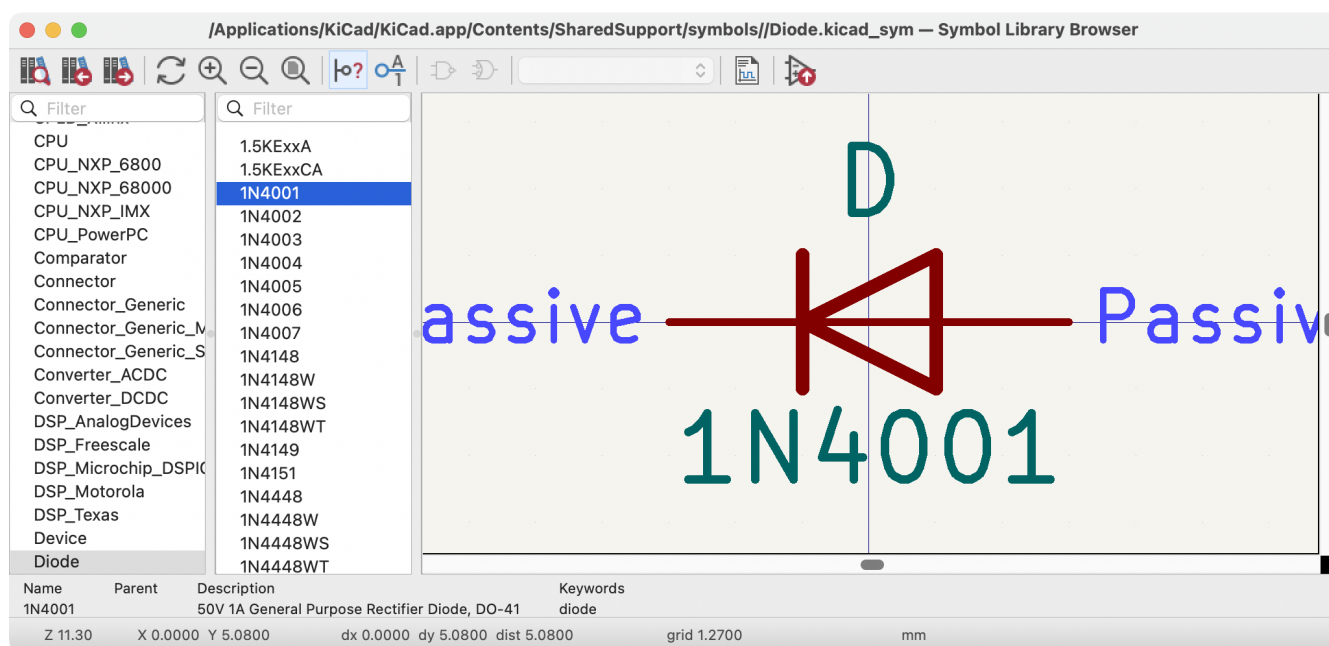 /Applications/KiCad/KiCad.app/Contents/SharedSupport/symbols//Diode.kicad_sym — Symbol Library Browser
? A 1
Filter
Filter
CPU
CPU_NXP_6800
CPU_NXP_68000
CPU_NXP_IMX
CPU_PowerPC
Comparator
Connector
Connector_Generic
Connector_Generic_M
Connector_Generic_S
Converter_ACDC
Converter_DCDC
DSP_AnalogDevices
DSP_Freescale
DSP_Microchip_DSPIC
DSP_Motorola
DSP_Texas
Device
Diode
1.5KExxA
1.5KExxCA
1N4001
1N4002
1N4003
1N4004
1N4005
1N4006
1N4007
1N4148
1N4148W
1N4148WS
1N4148WT
1N4149
1N4151
1N4448
1N4448W
1N4448WS
1N4448WT
D
assive Passiv
1N4001
Name Parent Description Keywords
1N4001 50V 1A General Purpose Rectifier Diode, DO-41 diode
Z 11.30 X 0.0000 Y 5.0800 dx 0.0000 dy 5.0800 dist 5.0800 grid 1.2700 mm